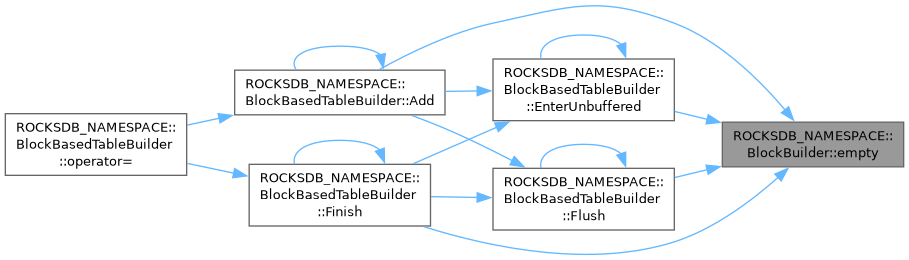 ROCKSDB_NAMESPACE::
BlockBasedTableBuilder
::operator=
ROCKSDB_NAMESPACE::
BlockBasedTableBuilder::Add
ROCKSDB_NAMESPACE::
BlockBasedTableBuilder
::Finish
ROCKSDB_NAMESPACE::
BlockBasedTableBuilder
::EnterUnbuffered
ROCKSDB_NAMESPACE::
BlockBasedTableBuilder
::Flush
ROCKSDB_NAMESPACE::
BlockBuilder::empty